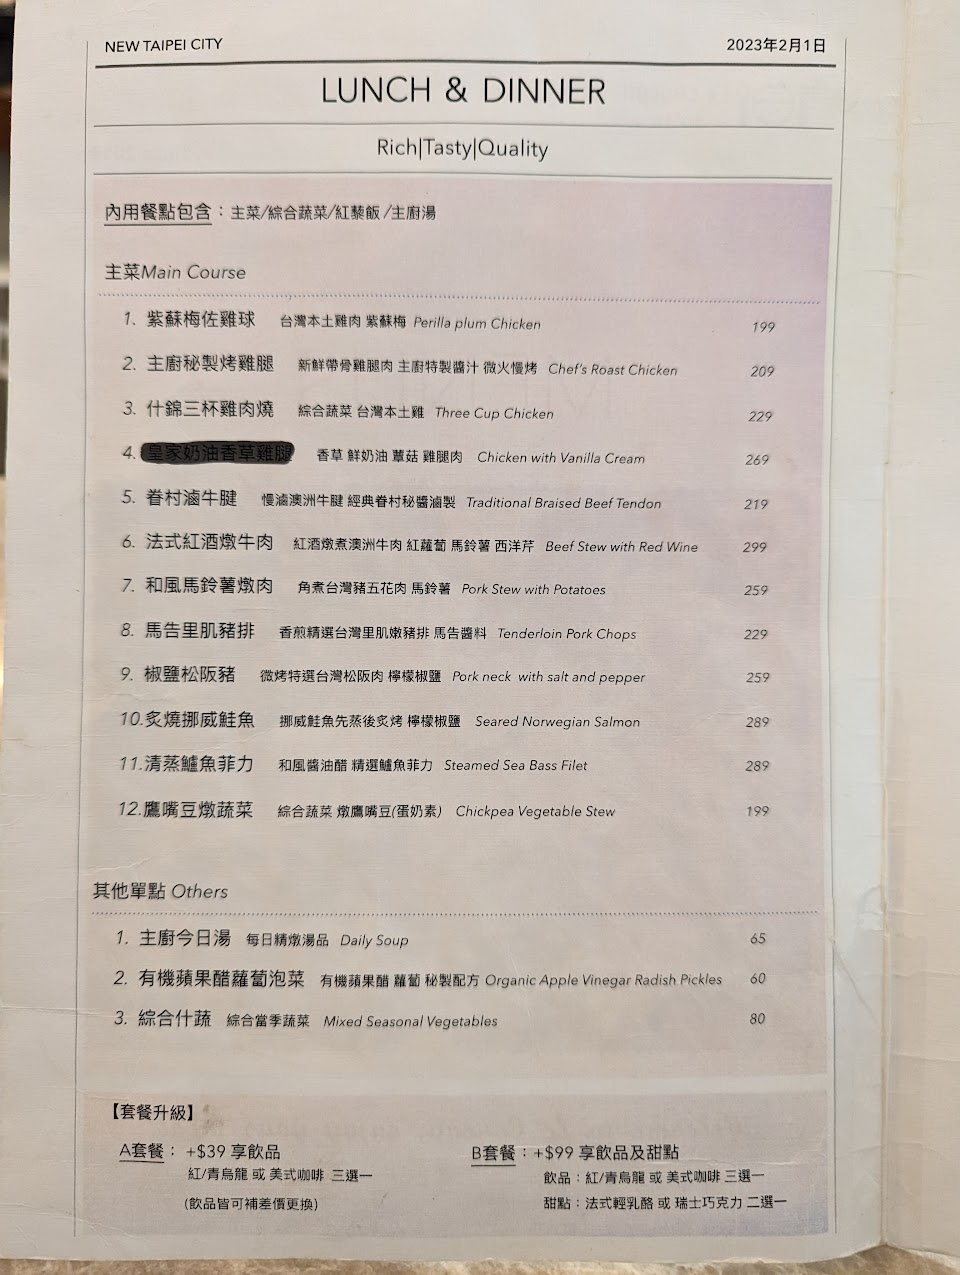 NEW TAIPEI CITY 2023年2月1日
LUNCH & DINNER
Rich|Tasty|Quality
內用餐點包含：主菜/綜合蔬菜/紅藜飯 /主廚湯
主菜Main Course
1. 紫蘇梅佐雞球 台灣本土雞肉 紫蘇梅 Perilla plum Chicken 199
2. 主廚秘製烤雞腿 新鮮帶骨雞腿肉 主廚特製醬汁 微火慢烤 Chef's Roast Chicken 209
3. 什錦三杯雞肉燒 綜合蔬菜 台灣本土雞 Three Cup Chicken 229
4. 皇家奶油香草雞腿 香草 鮮奶油 蕈菇 雞腿肉 Chicken with Vanilla Cream 269
5. 眷村滷牛腱 慢滷澳洲牛腱 經典眷村秘醬滷製 Traditional Braised Beef Tendon 219
6. 法式紅酒燉牛肉 紅酒燉煮澳洲牛肉 紅蘿蔔 馬鈴薯 西洋芹 Beef Stew with Red Wine 299
7. 和風馬鈴薯燉肉 角煮台灣豬五花肉 馬鈴薯 Pork Stew with Potatoes 259
8. 馬告里肌豬排 香煎精選台灣里肌嫩豬排 馬告醬料 Tenderloin Pork Chops 229
9. 椒鹽松阪豬 微烤特選台灣松阪肉 檸檬椒鹽 Pork neck with salt and pepper 259
10.炙燒挪威鮭魚 挪威鮭魚先蒸後炙烤 檸檬椒鹽 Seared Norwegian Salmon 289
11.清蒸鱸魚菲力 和風醬油醋 精選鱸魚菲力 Steamed Sea Bass Filet 289
12.鷹嘴豆燉蔬菜 綜合蔬菜 燉鷹嘴豆(蛋奶素) Chickpea Vegetable Stew 199
其他單點 Others
1. 主廚今日湯 每日精燉湯品 Daily Soup 65
2. 有機蘋果醋蘿蔔泡菜 有機蘋果醋 蘿蔔 秘製配方 Organic Apple Vinegar Radish Pickles 60
3. 綜合什蔬 綜合當季蔬菜 Mixed Seasonal Vegetables 80
【套餐升級】
A套餐： +$39 享飲品
紅/青烏龍 或 美式咖啡 三選一
(飲品皆可補差價更換)
B套餐：+$99 享飲品及甜點
飲品：紅/青烏龍 或 美式咖啡 三選一
甜點：法式輕乳酪 或 瑞士巧克力 二選一